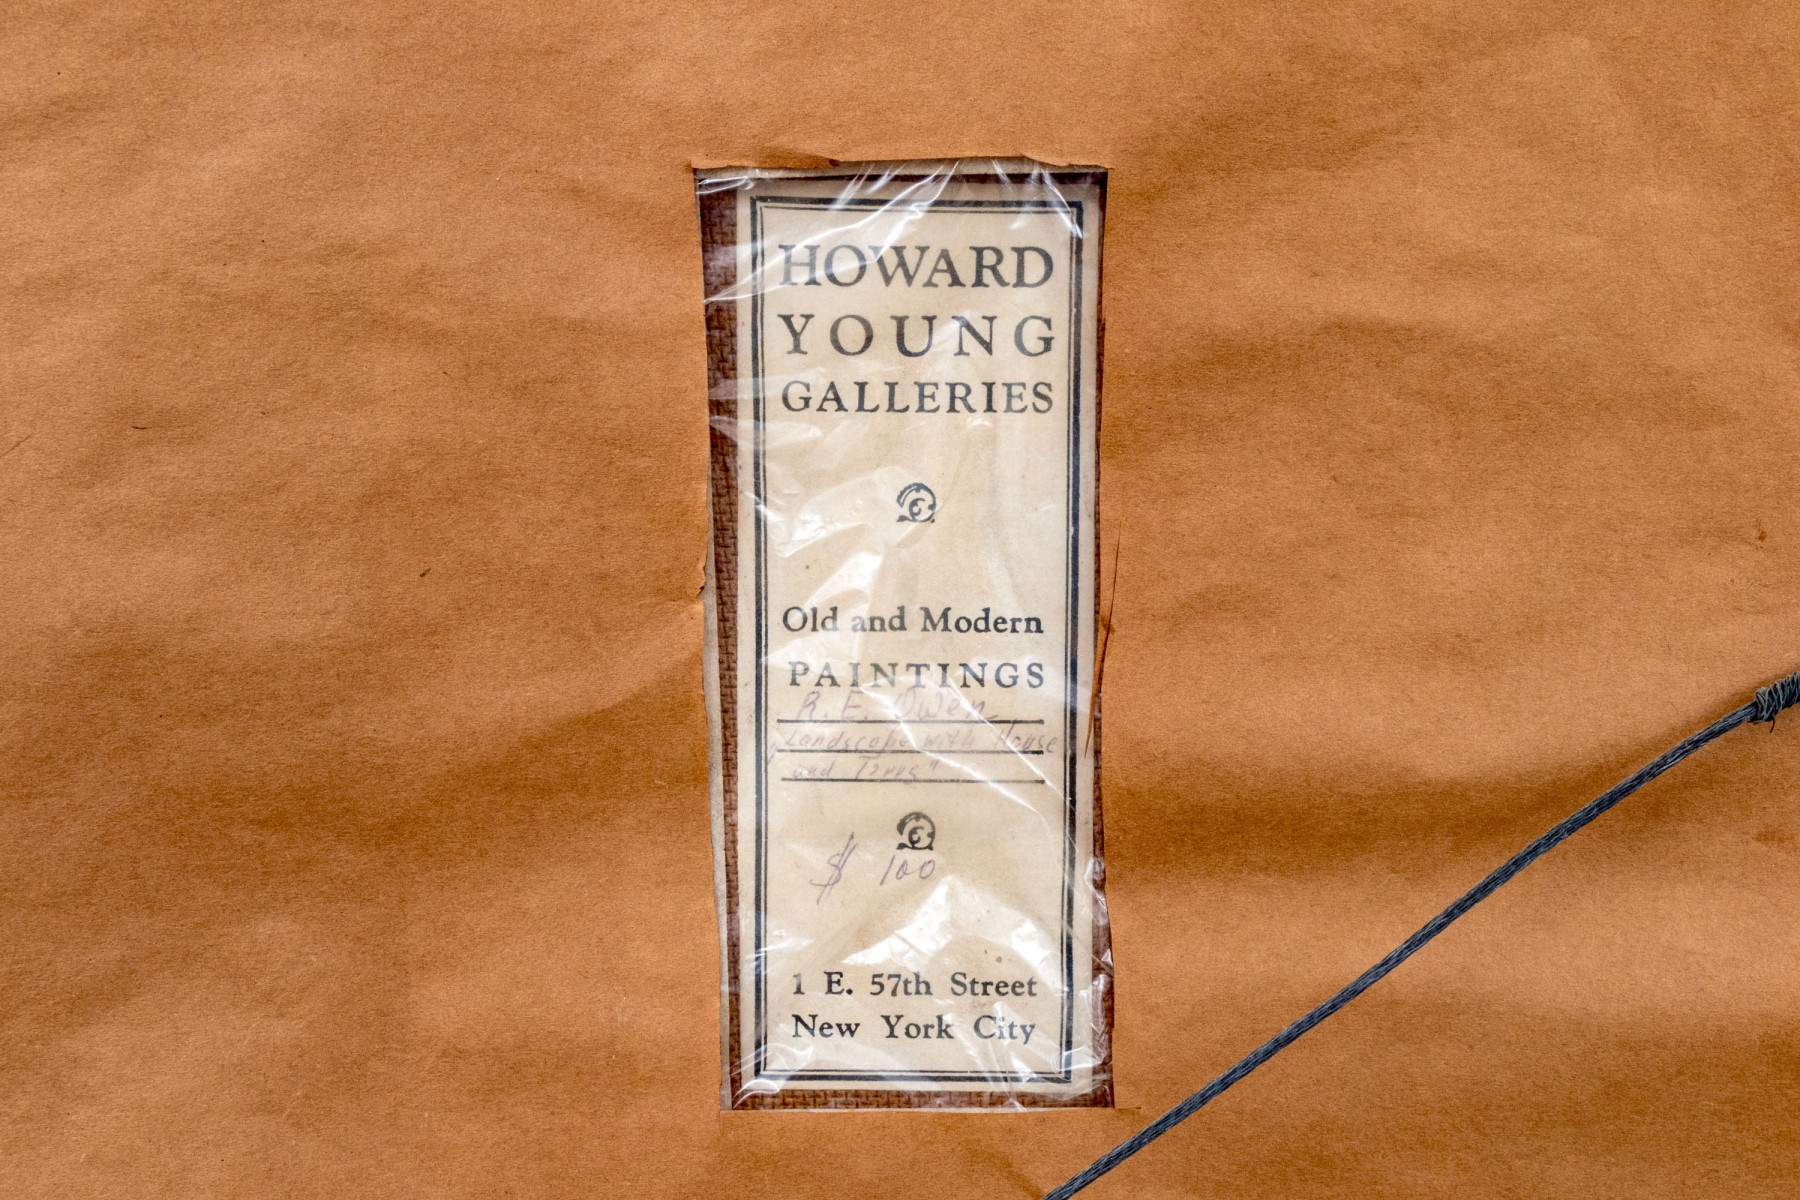 HOWARD
YOUNG
GALLERIES
Old and Modern
PAINTINGS
R. E. Owen
"Landscape with House
and Trees"
$ 100
1 E. 57th Street
New York City